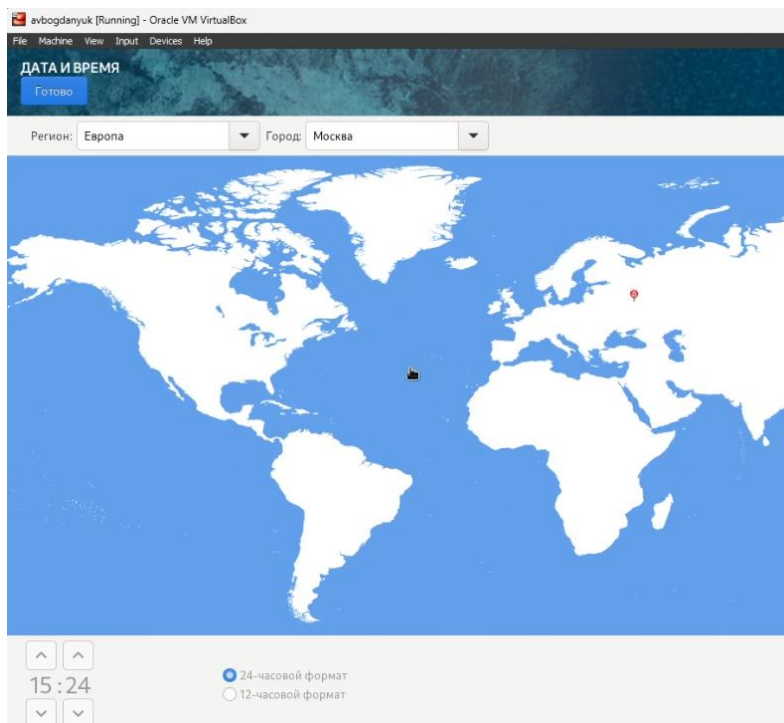 avbogdanyuk [Running] - Oracle VM VirtualBox
File Machine View Input Devices Help
ДАТА И ВРЕМЯ
Готово
Регион: Европа Город: Москва
15:24
24-часовой формат
12-часовой формат